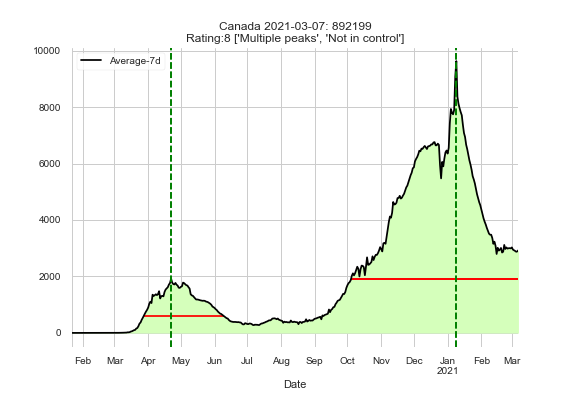 Canada 2021-03-07: 892199
Rating:8 ['Multiple peaks', 'Not in control']
Average-7d
10000
8000
6000
4000
2000
0
Feb Mar Apr May Jun Jul Aug Sep Oct Nov Dec Jan Feb Mar
2021
Date